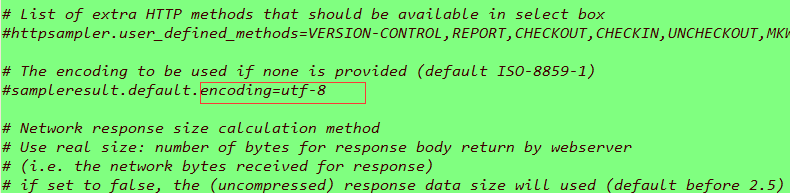 # List of extra HTTP methods that should be available in select box
#httpsampler.user_defined_methods=VERSION-CONTROL,REPORT,CHECKOUT,CHECKIN,UNCHECKOUT,MKW
# The encoding to be used if none is provided (default ISO-8859-1)
#sampleresult.default.encoding=utf-8
# Network response size calculation method
# Use real size: number of bytes for response body return by webserver
# (i.e. the network bytes received for response)
# if set to false, the (uncompressed) response data size will used (default before 2.5)